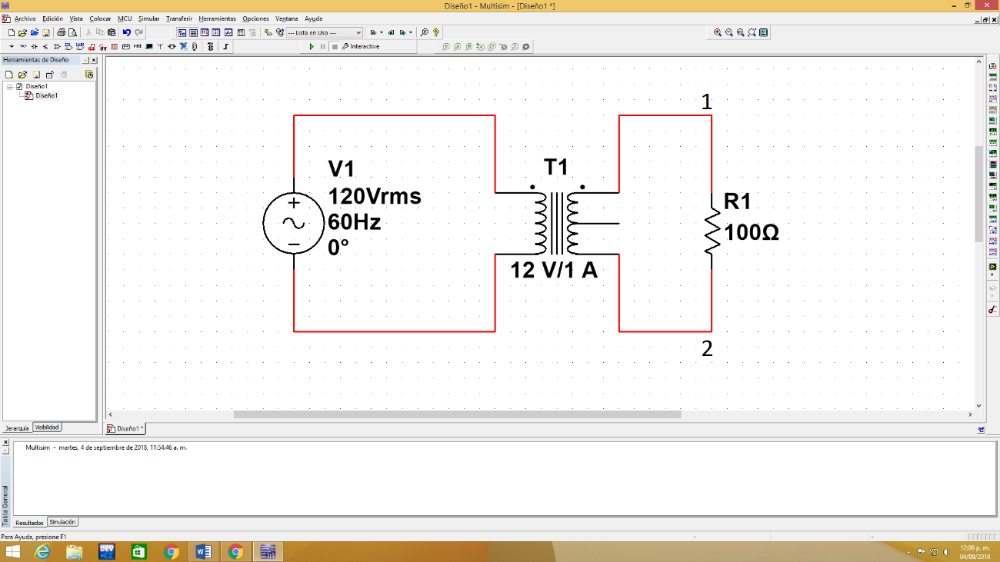 Diseño1 - Multisim - [Diseño1 *]
Archivo Edición Vista Colocar MCU Simular Transferir Herramientas Opciones Ventana Ayuda
--- Lista en Uso ---
Interactive
Herramientas de Diseño
Diseño1
Diseño1
1
V1
120Vrms
60Hz
0°
T1
12 V/1 A
R1
100Ω
2
Jerarquía Visibilidad
Diseño1 *
Multisim - martes, 4 de septiembre de 2018, 11:54:46 a. m.
Tabla General
Resultados Simulación
Para Ayuda, presione F1
- -
DEV
12:06 p. m.
04/09/2018